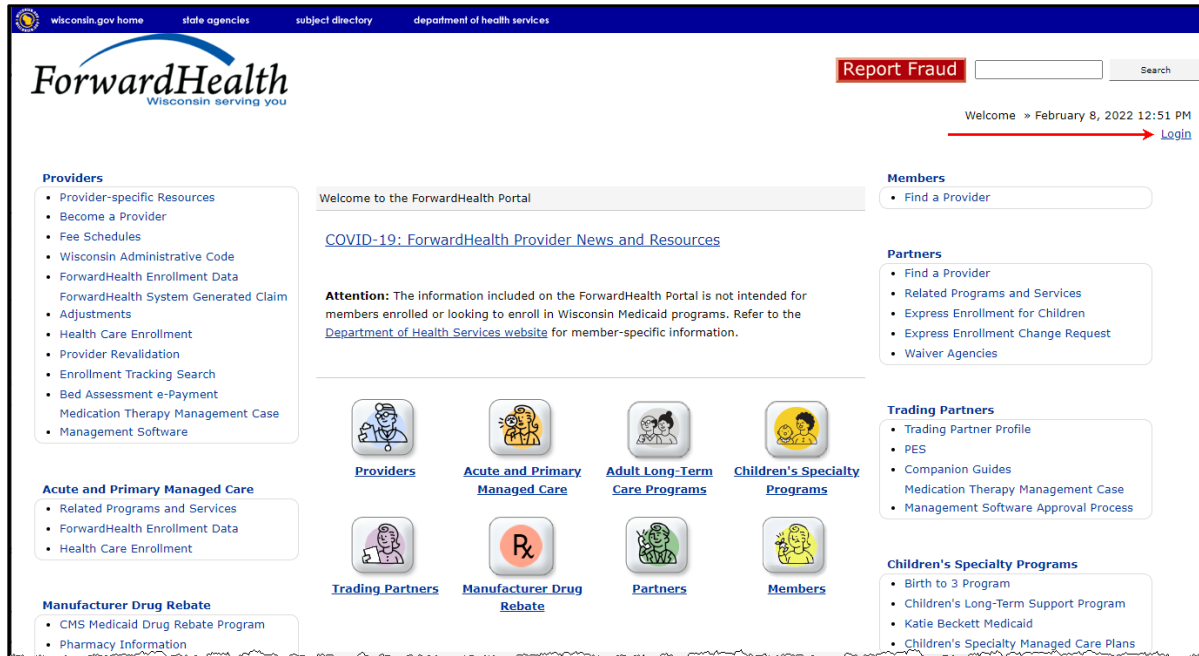 wisconsin.gov home state agencies subject directory department of health services
ForwardHealth
Wisconsin serving you
Report Fraud
Search
Welcome » February 8, 2022 12:51 PM
Login
Providers
Provider-specific Resources
Become a Provider
Fee Schedules
Wisconsin Administrative Code
ForwardHealth Enrollment Data
ForwardHealth System Generated Claim
Adjustments
Health Care Enrollment
Provider Revalidation
Enrollment Tracking Search
Bed Assessment e-Payment
Medication Therapy Management Case
Management Software
Acute and Primary Managed Care
Related Programs and Services
ForwardHealth Enrollment Data
Health Care Enrollment
Manufacturer Drug Rebate
CMS Medicaid Drug Rebate Program
Pharmacy Information
Welcome to the ForwardHealth Portal
COVID-19: ForwardHealth Provider News and Resources
Attention: The information included on the ForwardHealth Portal is not intended for
members enrolled or looking to enroll in Wisconsin Medicaid programs. Refer to the
Department of Health Services website for member-specific information.
Providers
Acute and Primary
Managed Care
Adult Long-Term
Care Programs
Children's Specialty
Programs
Trading Partners
Rx
Manufacturer Drug
Rebate
Partners
Members
Members
Find a Provider
Partners
Find a Provider
Related Programs and Services
Express Enrollment for Children
Express Enrollment Change Request
Waiver Agencies
Trading Partners
Trading Partner Profile
PES
Companion Guides
Medication Therapy Management Case
Management Software Approval Process
Children's Specialty Programs
Birth to 3 Program
Children's Long-Term Support Program
Katie Beckett Medicaid
Children's Specialty Managed Care Plans